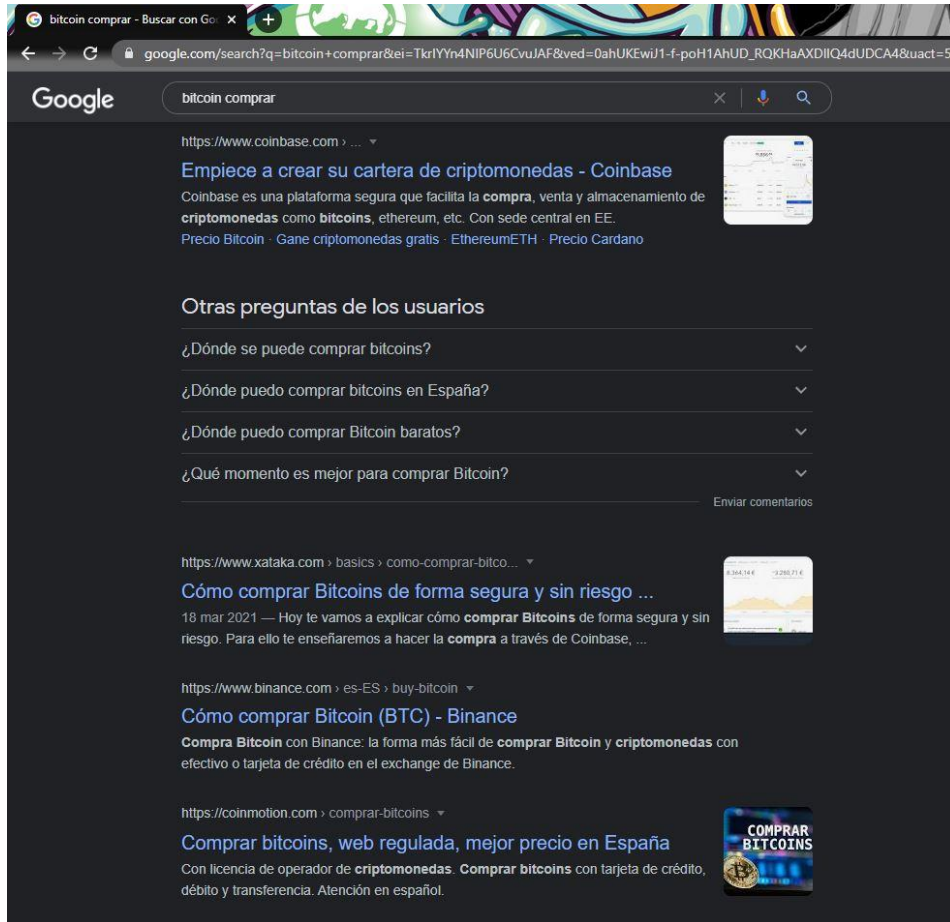 bitcoin comprar - Buscar con Go
google.com/search?q=bitcoin+comprar&ei=TkrIYYn4NIP6U6CvuJAF&ved=0ahUKEwiJ1-f-poH1AhUD_RQKHaAXDIIQ4dUDCA4&uact=5
Google
bitcoin comprar
https://www.coinbase.com › ...
Empiece a crear su cartera de criptomonedas - Coinbase
Coinbase es una plataforma segura que facilita la compra, venta y almacenamiento de
criptomonedas como bitcoins, ethereum, etc. Con sede central en EE.
Precio Bitcoin · Gane criptomonedas gratis · EthereumETH · Precio Cardano
Otras preguntas de los usuarios
¿Dónde se puede comprar bitcoins?
¿Dónde puedo comprar bitcoins en España?
¿Dónde puedo comprar Bitcoin baratos?
¿Qué momento es mejor para comprar Bitcoin?
Enviar comentarios
https://www.xataka.com › basics › como-comprar-bitco...
Cómo comprar Bitcoins de forma segura y sin riesgo ...
18 mar 2021 — Hoy te vamos a explicar cómo comprar Bitcoins de forma segura y sin
riesgo. Para ello te enseñaremos a hacer la compra a través de Coinbase, ...
https://www.binance.com › es-ES › buy-bitcoin
Cómo comprar Bitcoin (BTC) - Binance
Compra Bitcoin con Binance: la forma más fácil de comprar Bitcoin y criptomonedas con
efectivo o tarjeta de crédito en el exchange de Binance.
https://coinmotion.com › comprar-bitcoins
Comprar bitcoins, web regulada, mejor precio en España
Con licencia de operador de criptomonedas. Comprar bitcoins con tarjeta de crédito,
débito y transferencia. Atención en español.
COMPRAR
BITCOINS